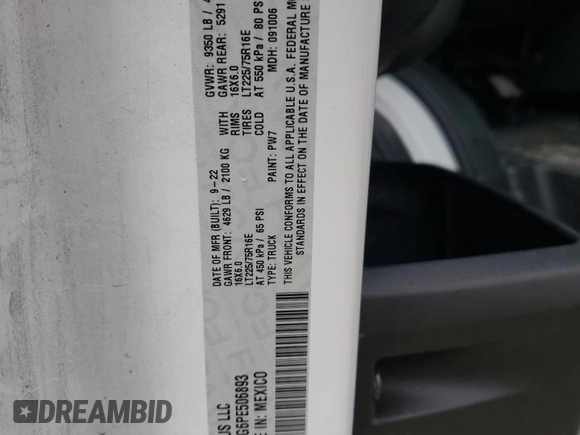 US LLC
DATE OF MFR (BUILT): 9-22 GVWR: 9350 LB /
GAWR FRONT: 4629 LB / 2100 KG WITH GAWR REAR: 5291
16X6.0 RIMS 16X6.0
LT225/75R16E TIRES LT225/75R16E
AT 450 kPa / 65 PSI COLD AT 550 kPa / 80 PS
TYPE: TRUCK PAINT: PW7 MDH: 091006
THIS VEHICLE CONFORMS TO ALL APPLICABLE U.S.A. FEDERAL M
STANDARDS IN EFFECT ON THE DATE OF MANUFACTURE
G6PE506893
E IN: MEXICO
A AutoBidCar